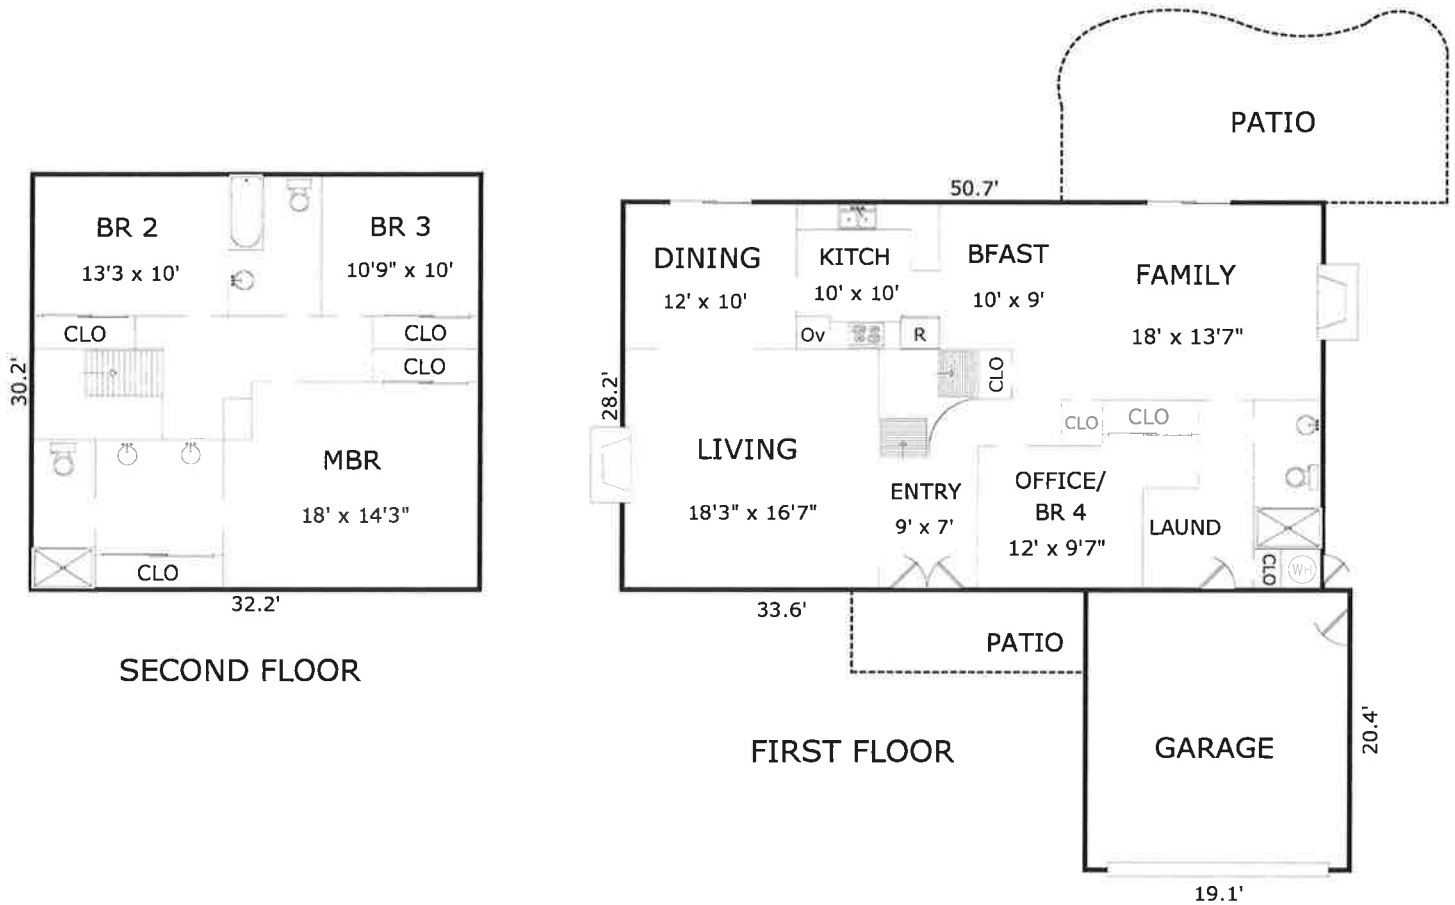 BR 2
13'3 x 10'
BR 3
10'9" x 10'
CLO
CLO
CLO
30.2'
MBR
18' x 14'3"
CLO
32.2'
SECOND FLOOR
PATIO
50.7'
DINING
12' x 10'
KITCH
10' x 10'
BFAST
10' x 9'
FAMILY
18' x 13'7"
Ov
R
CLO
28.2'
CLO
CLO
LIVING
18'3" x 16'7"
ENTRY
9' x 7'
OFFICE/
BR 4
12' x 9'7"
LAUND
CLO
WH
33.6'
PATIO
FIRST FLOOR
GARAGE
20.4'
19.1'